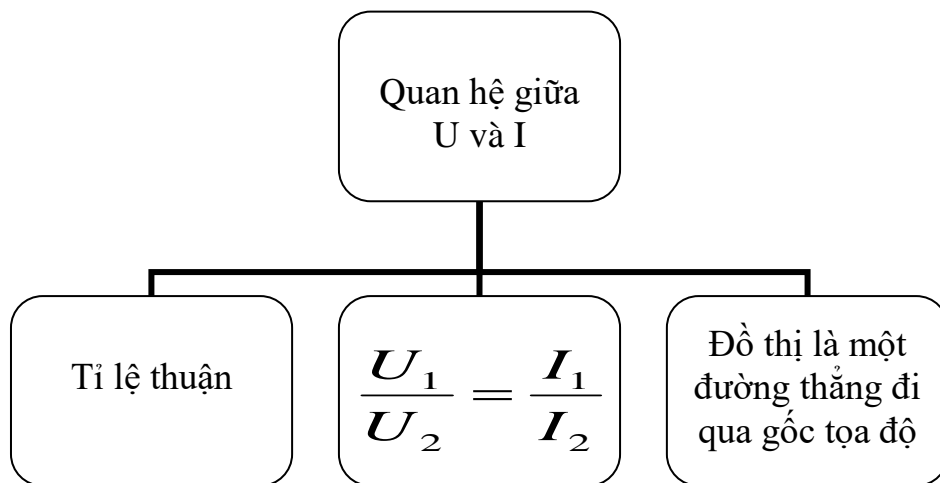 Quan hệ giữa
U và I
Tỉ lệ thuận
U₁/U₂ = I₁/I₂
Đồ thị là một
đường thẳng đi
qua gốc tọa độ